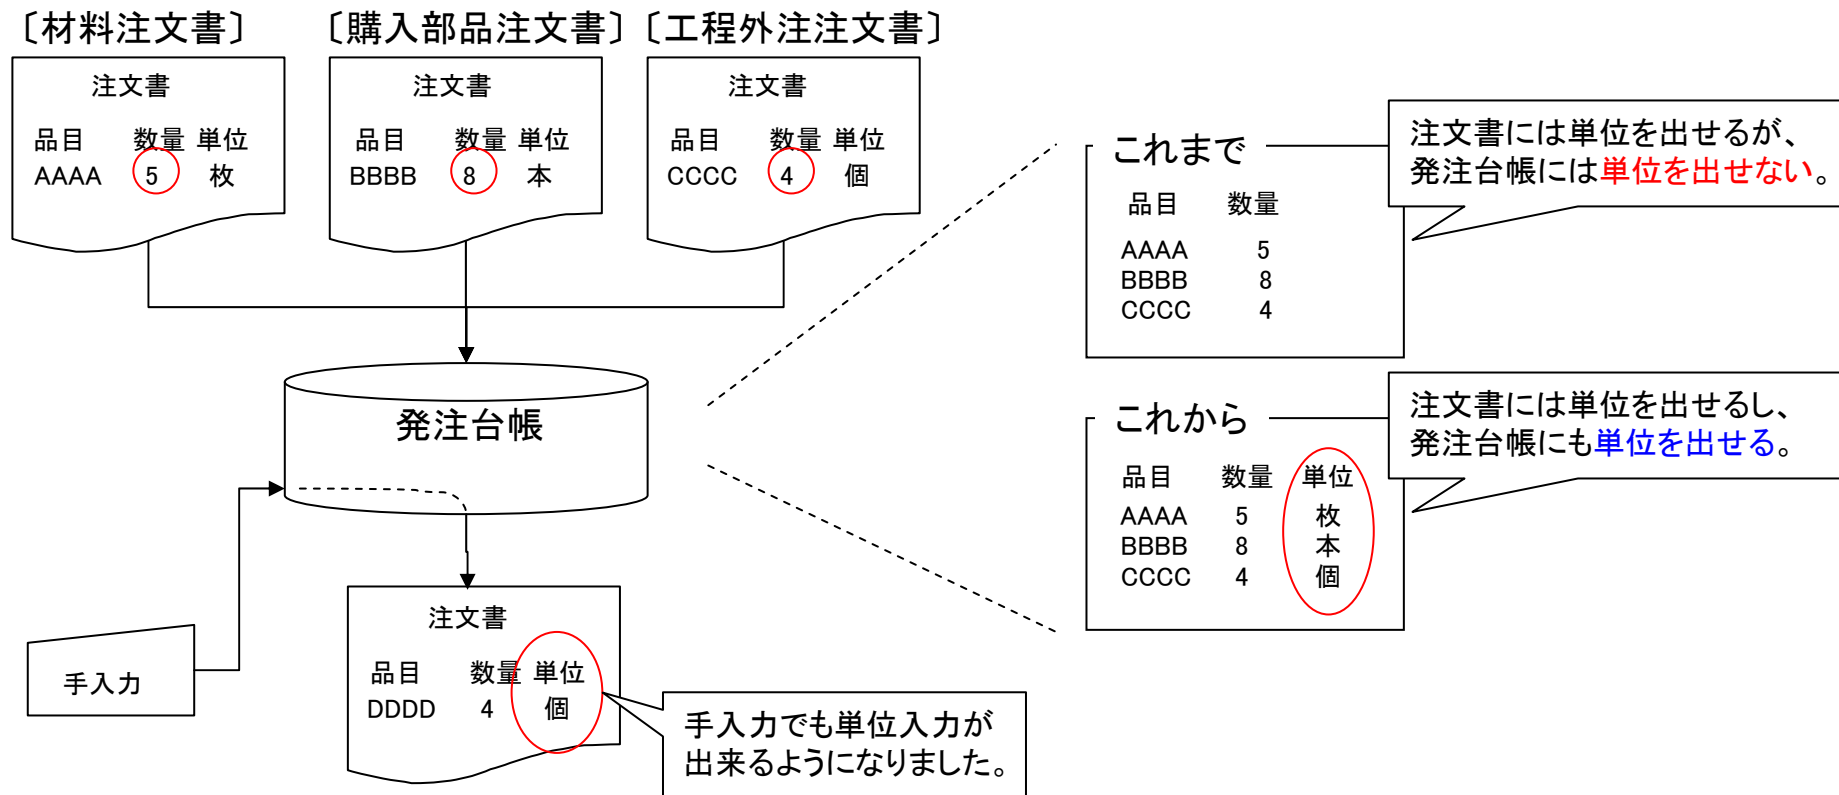 〔材料注文書〕
注文書
品目 数量 単位
AAAA 5 枚
〔購入部品注文書〕
注文書
品目 数量 単位
BBBB 8 本
〔工程外注注文書〕
注文書
品目 数量 単位
CCCC 4 個
発注台帳
手入力
注文書
品目 数量 単位
DDDD 4 個
手入力でも単位入力が
出来るようになりました。
これまで
品目 数量
AAAA 5
BBBB 8
CCCC 4
注文書には単位を出せるが、
発注台帳には単位を出せない。
これから
品目 数量 単位
AAAA 5 枚
BBBB 8 本
CCCC 4 個
注文書には単位を出せるし、
発注台帳にも単位を出せる。